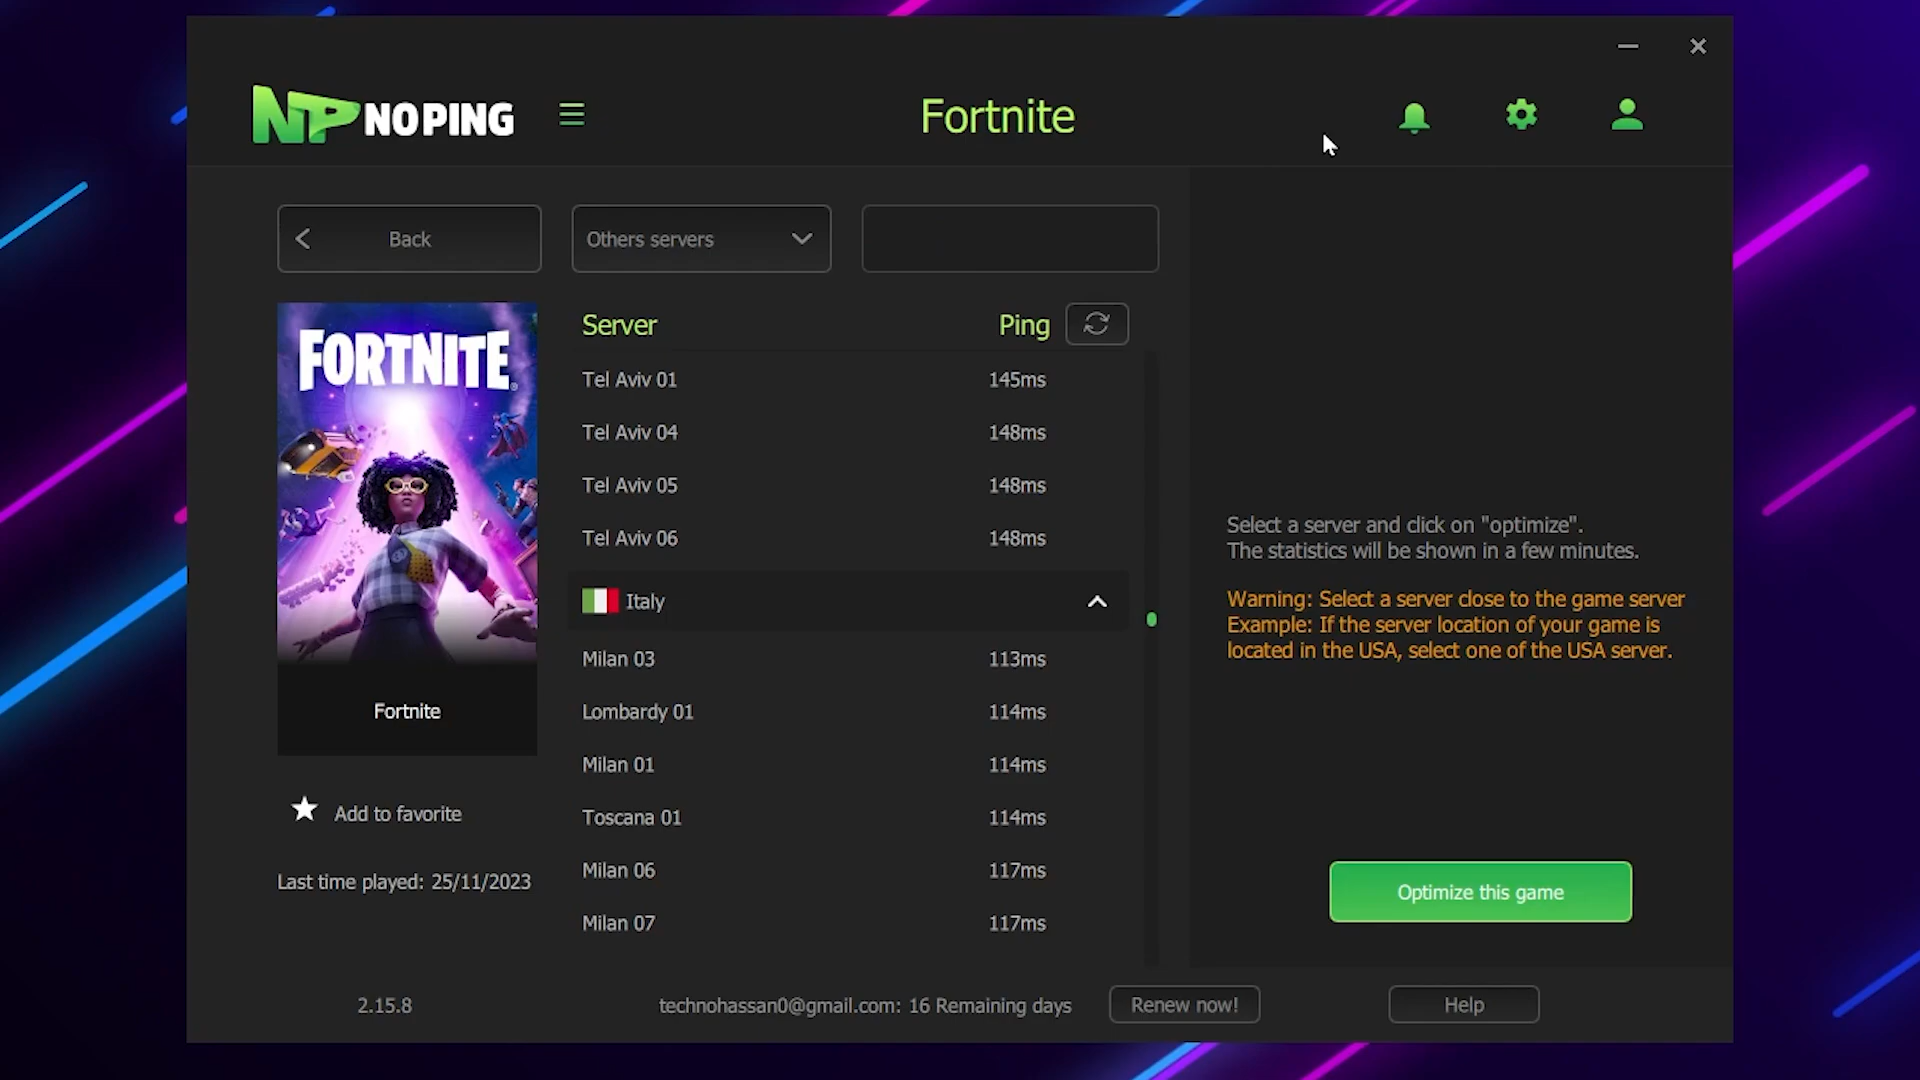 NP NO PING
Fortnite
Back
Others servers
FORTNITE
Fortnite
Add to favorite
Last time played: 25/11/2023
Server Ping
Tel Aviv 01 145ms
Tel Aviv 04 148ms
Tel Aviv 05 148ms
Tel Aviv 06 148ms
Italy
Milan 03 113ms
Lombardy 01 114ms
Milan 01 114ms
Toscana 01 114ms
Milan 06 117ms
Milan 07 117ms
Select a server and click on "optimize".
The statistics will be shown in a few minutes.
Warning: Select a server close to the game server
Example: If the server location of your game is
located in the USA, select one of the USA server.
Optimize this game
2.15.8
technohassan0@gmail.com: 16 Remaining days
Renew now!
Help